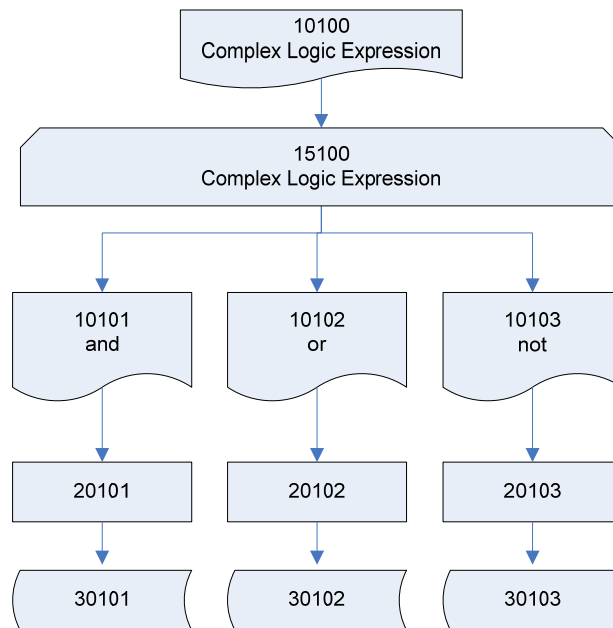 10100
Complex Logic Expression
15100
Complex Logic Expression
10101
and
10102
or
10103
not
20101
20102
20103
30101
30102
30103